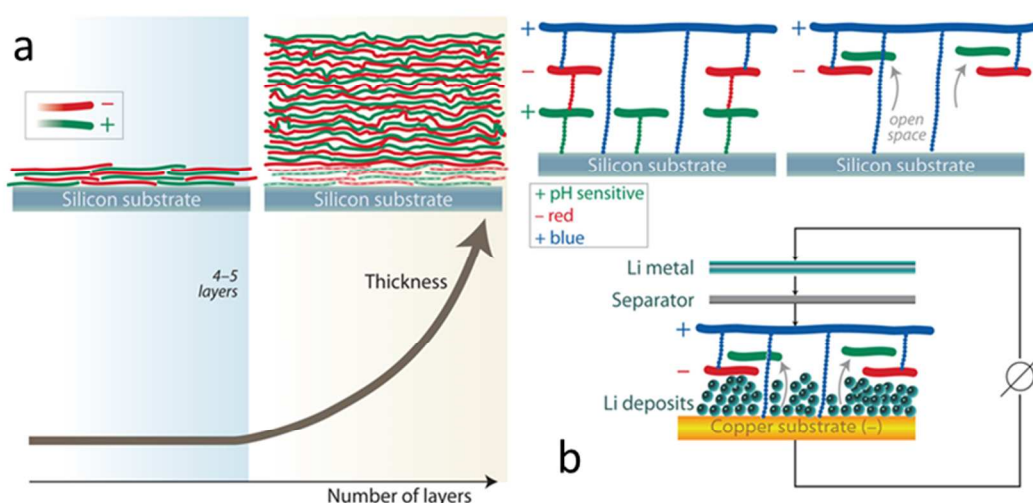 a
−
+
Silicon substrate
Silicon substrate
4–5
layers
Thickness
Number of layers
+
−
+
Silicon substrate
+
−
open
space
Silicon substrate
+ pH sensitive
− red
+ blue
Li metal
Separator
+
−
Li deposits
Copper substrate (−)
b